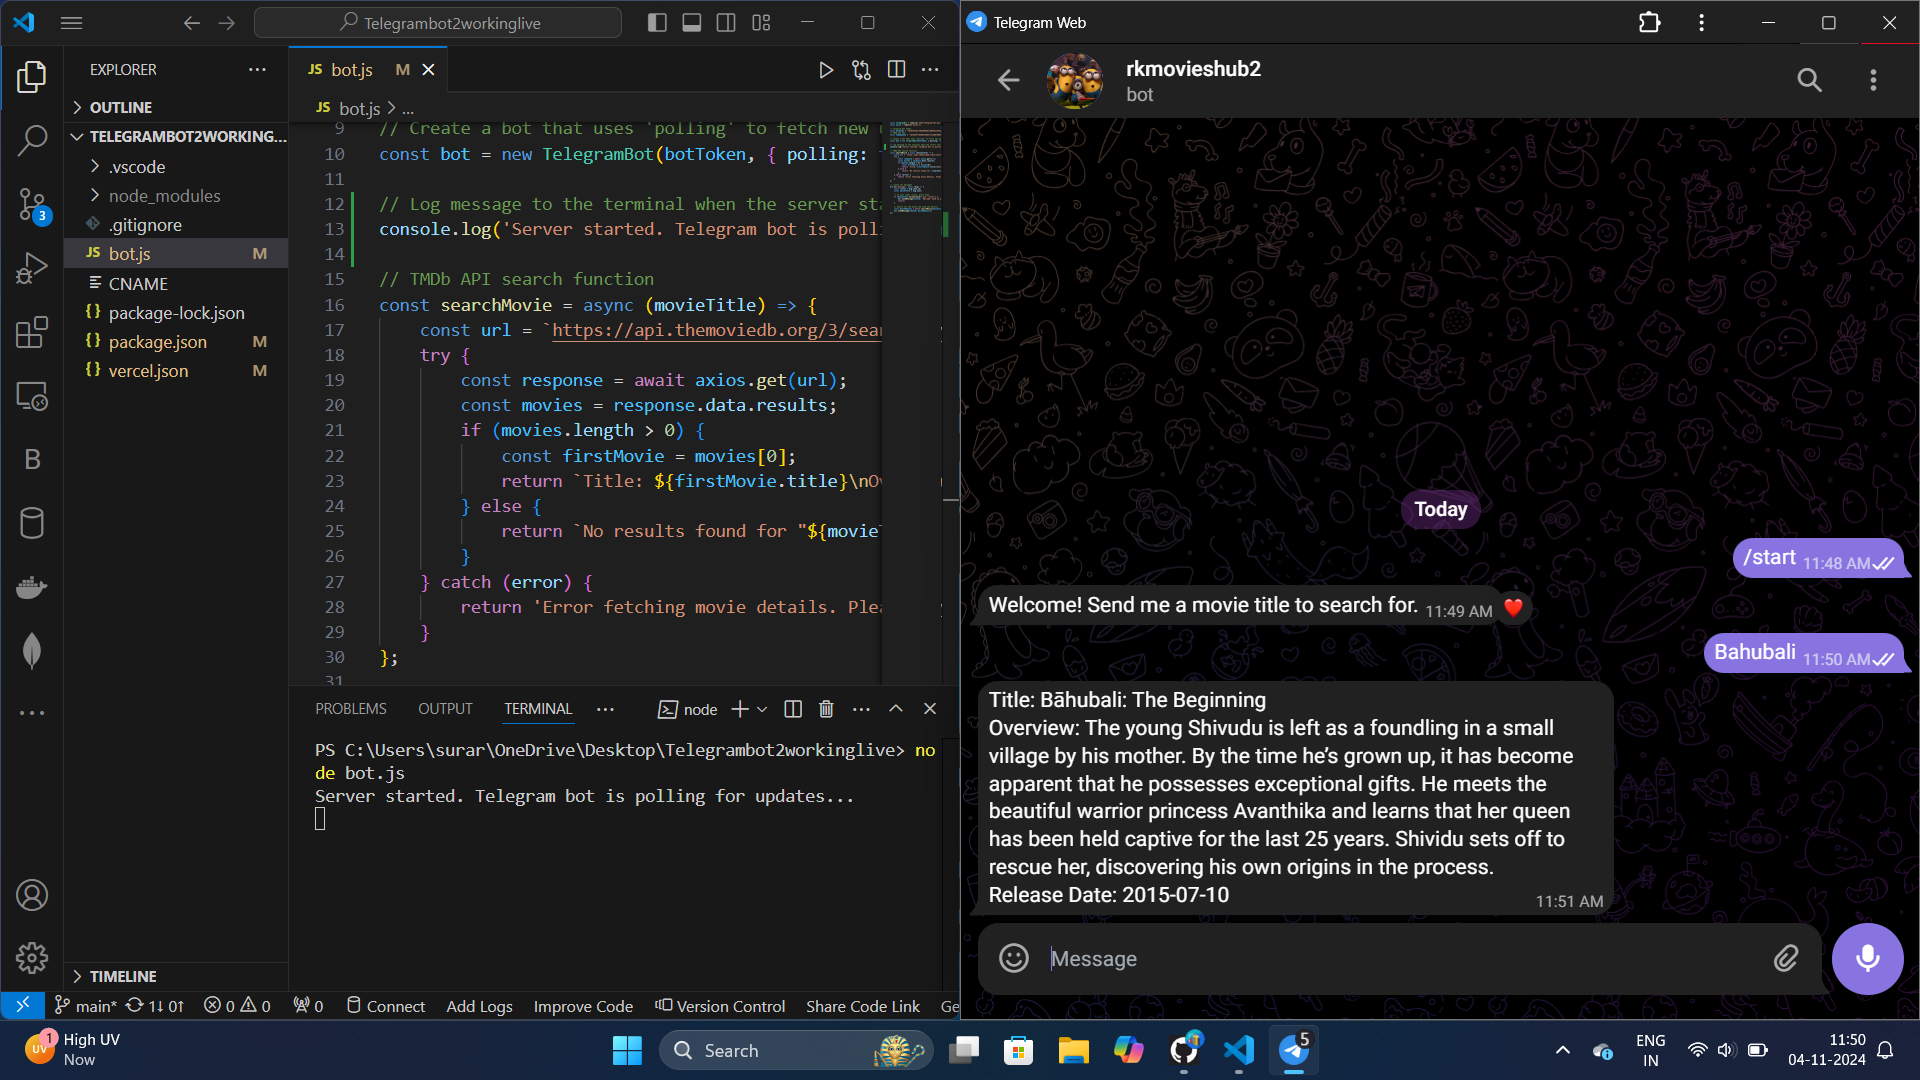 Telegrambot2workinglive
EXPLORER
OUTLINE
TELEGRAMBOT2WORKING...
.vscode
node_modules
.gitignore
JS bot.js M
CNAME
{} package-lock.json
{} package.json M
{} vercel.json M
TIMELINE
JS bot.js M
JS bot.js > ...
9 // Create a bot that uses 'polling' to fetch new
10 const bot = new TelegramBot(botToken, { polling:
11
12 // Log message to the terminal when the server sta
13 console.log('Server started. Telegram bot is polli
14
15 // TMDb API search function
16 const searchMovie = async (movieTitle) => {
17 const url = `https://api.themoviedb.org/3/sear
18 try {
19 const response = await axios.get(url);
20 const movies = response.data.results;
21 if (movies.length > 0) {
22 const firstMovie = movies[0];
23 return `Title: ${firstMovie.title}\nOv
24 } else {
25 return `No results found for "${movie
26 }
27 } catch (error) {
28 return 'Error fetching movie details. Plea
29 }
30 };
31
PROBLEMS OUTPUT TERMINAL ... node
PS C:\Users\surar\OneDrive\Desktop\Telegrambot2workinglive> no
de bot.js
Server started. Telegram bot is polling for updates...
3
B
main* 1↓ 0↑ 0 0 0 Connect Add Logs Improve Code Version Control Share Code Link Ge
Telegram Web
rkmovieshub2
bot
Today
/start 11:48 AM
Welcome! Send me a movie title to search for. 11:49 AM ❤️
Bahubali 11:50 AM
Title: Bāhubali: The Beginning
Overview: The young Shivudu is left as a foundling in a small
village by his mother. By the time he’s grown up, it has become
apparent that he possesses exceptional gifts. He meets the
beautiful warrior princess Avanthika and learns that her queen
has been held captive for the last 25 years. Shividu sets off to
rescue her, discovering his own origins in the process.
Release Date: 2015-07-10
11:51 AM
Message
UV 1 High UV
Now
Search
5
ENG
IN
11:50
04-11-2024